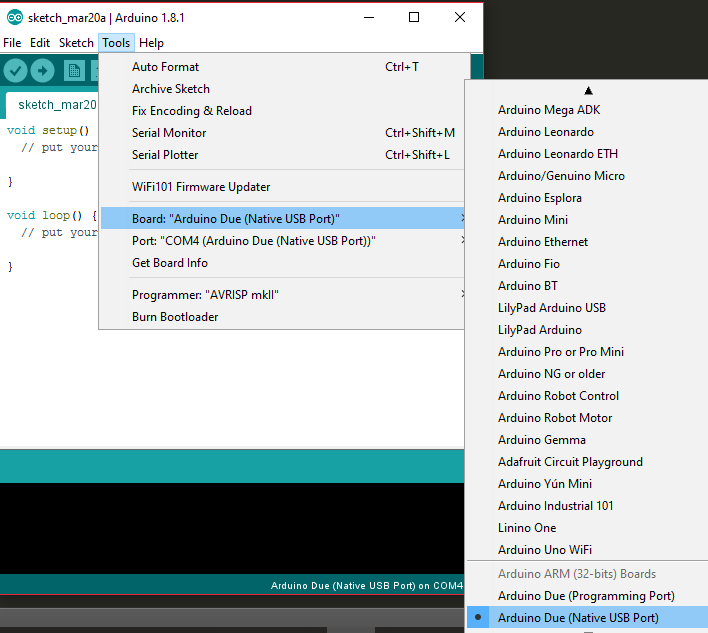 sketch_mar20a | Arduino 1.8.1
File Edit Sketch Tools Help
sketch_mar20
void setup()
// put your
}
void loop() {
// put your
}
Auto Format Ctrl+T
Archive Sketch
Fix Encoding & Reload
Serial Monitor Ctrl+Shift+M
Serial Plotter Ctrl+Shift+L
WiFi101 Firmware Updater
Board: "Arduino Due (Native USB Port)"
Port: "COM4 (Arduino Due (Native USB Port))"
Get Board Info
Programmer: "AVRISP mkII"
Burn Bootloader
Arduino Mega ADK
Arduino Leonardo
Arduino Leonardo ETH
Arduino/Genuino Micro
Arduino Esplora
Arduino Mini
Arduino Ethernet
Arduino Fio
Arduino BT
LilyPad Arduino USB
LilyPad Arduino
Arduino Pro or Pro Mini
Arduino NG or older
Arduino Robot Control
Arduino Robot Motor
Arduino Gemma
Adafruit Circuit Playground
Arduino Yún Mini
Arduino Industrial 101
Linino One
Arduino Uno WiFi
Arduino ARM (32-bits) Boards
Arduino Due (Programming Port)
Arduino Due (Native USB Port)
Arduino Due (Native USB Port) on COM4